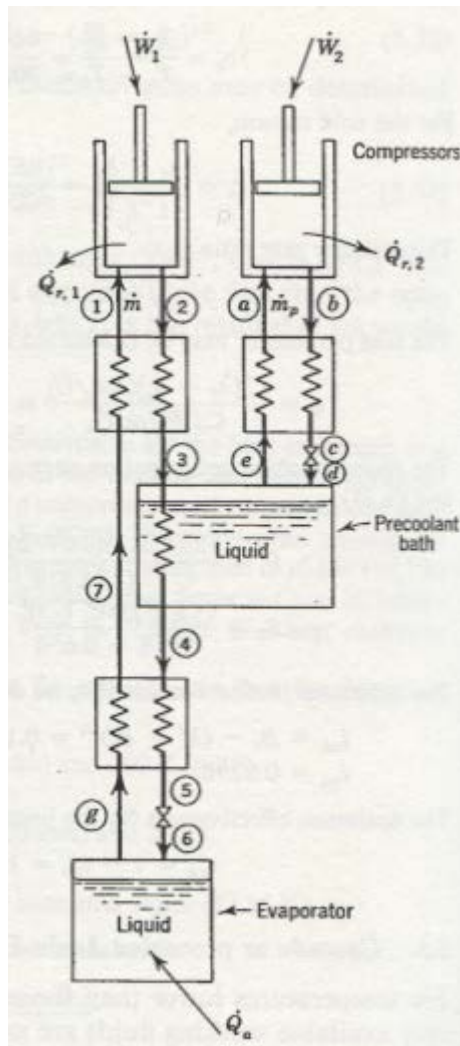 Ẇ₁
Ẇ₂
Compressors
Q̇ᵣ,₁
Q̇ᵣ,₂
1 ṁ 2
a ṁₚ b
3
e
c
d
Liquid
Precoolant
bath
7
4
5
g
6
Liquid
Evaporator
Q̇ₐ